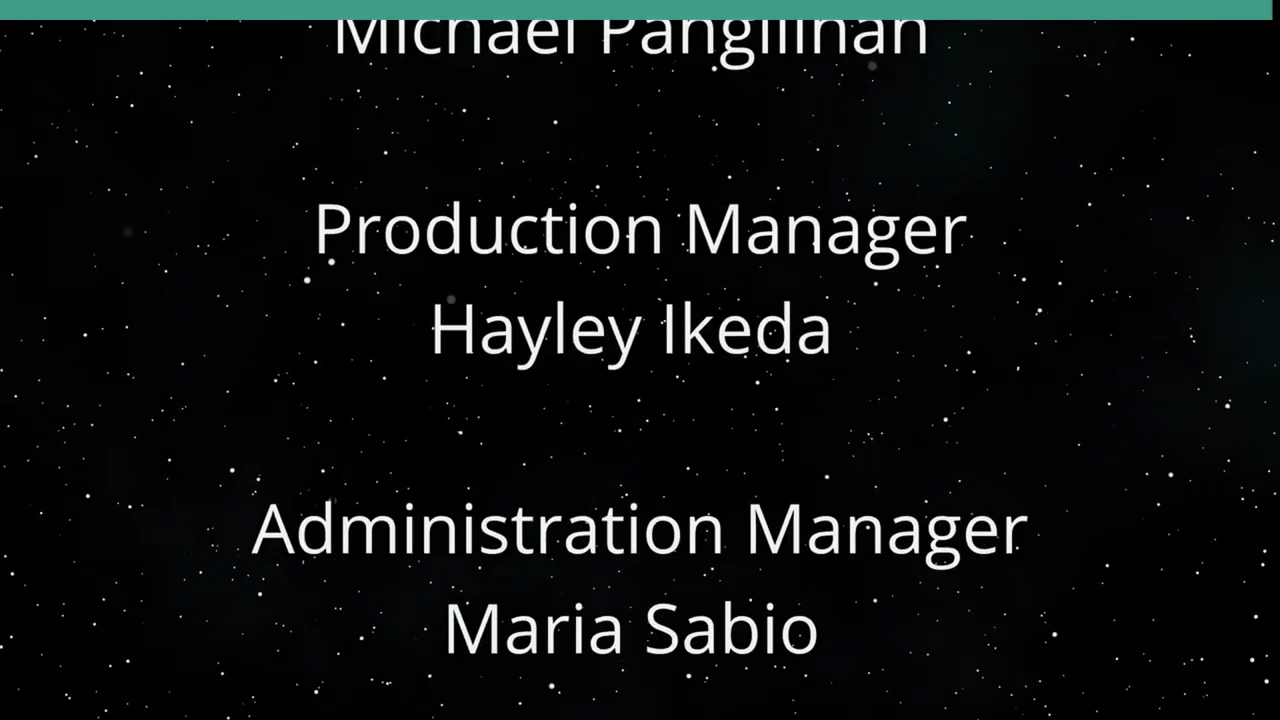 Michael Pangilinan
Production Manager
Hayley Ikeda
Administration Manager
Maria Sabio